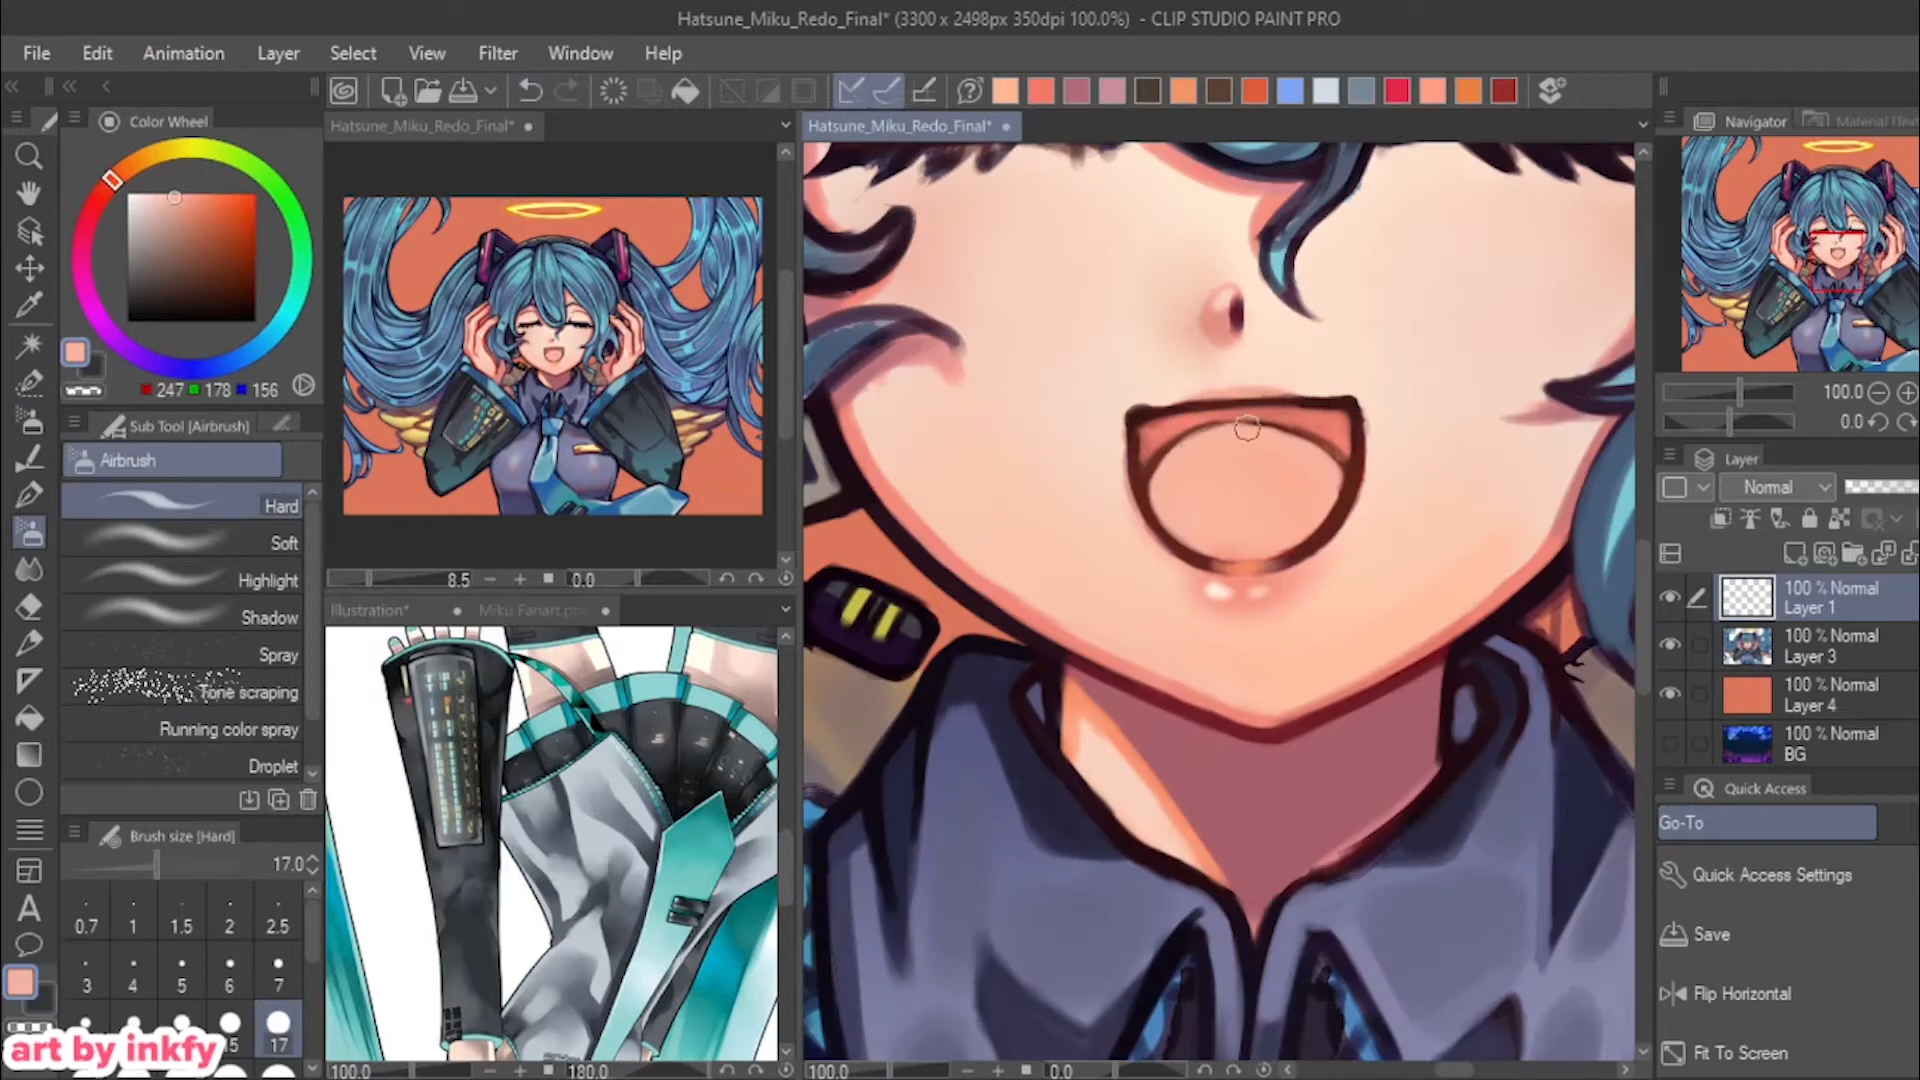 Hatsune_Miku_Redo_Final* (3300 x 2498px 350dpi 100.0%) - CLIP STUDIO PAINT PRO
File Edit Animation Layer Select View Filter Window Help
Color Wheel
247 178 156
Sub Tool [Airbrush]
Airbrush
Hard
Soft
Highlight
Shadow
Spray
Tone scraping
Running color spray
Droplet
Brush size [Hard]
17.0
0.7 1 1.5 2 2.5
3 4 5 6 7
15 17
art by inkfy
Hatsune_Miku_Redo_Final*
8.5 0.0
Illustration* Miku Fanart.png
100.0 180.0
Hatsune_Miku_Redo_Final*
100.0 0.0
Navigator
100.0
0.0
Layer
Normal
100 % Normal
Layer 1
100 % Normal
Layer 3
100 % Normal
Layer 4
100 % Normal
BG
Quick Access
Go-To
Quick Access Settings
Save
Flip Horizontal
Fit To Screen